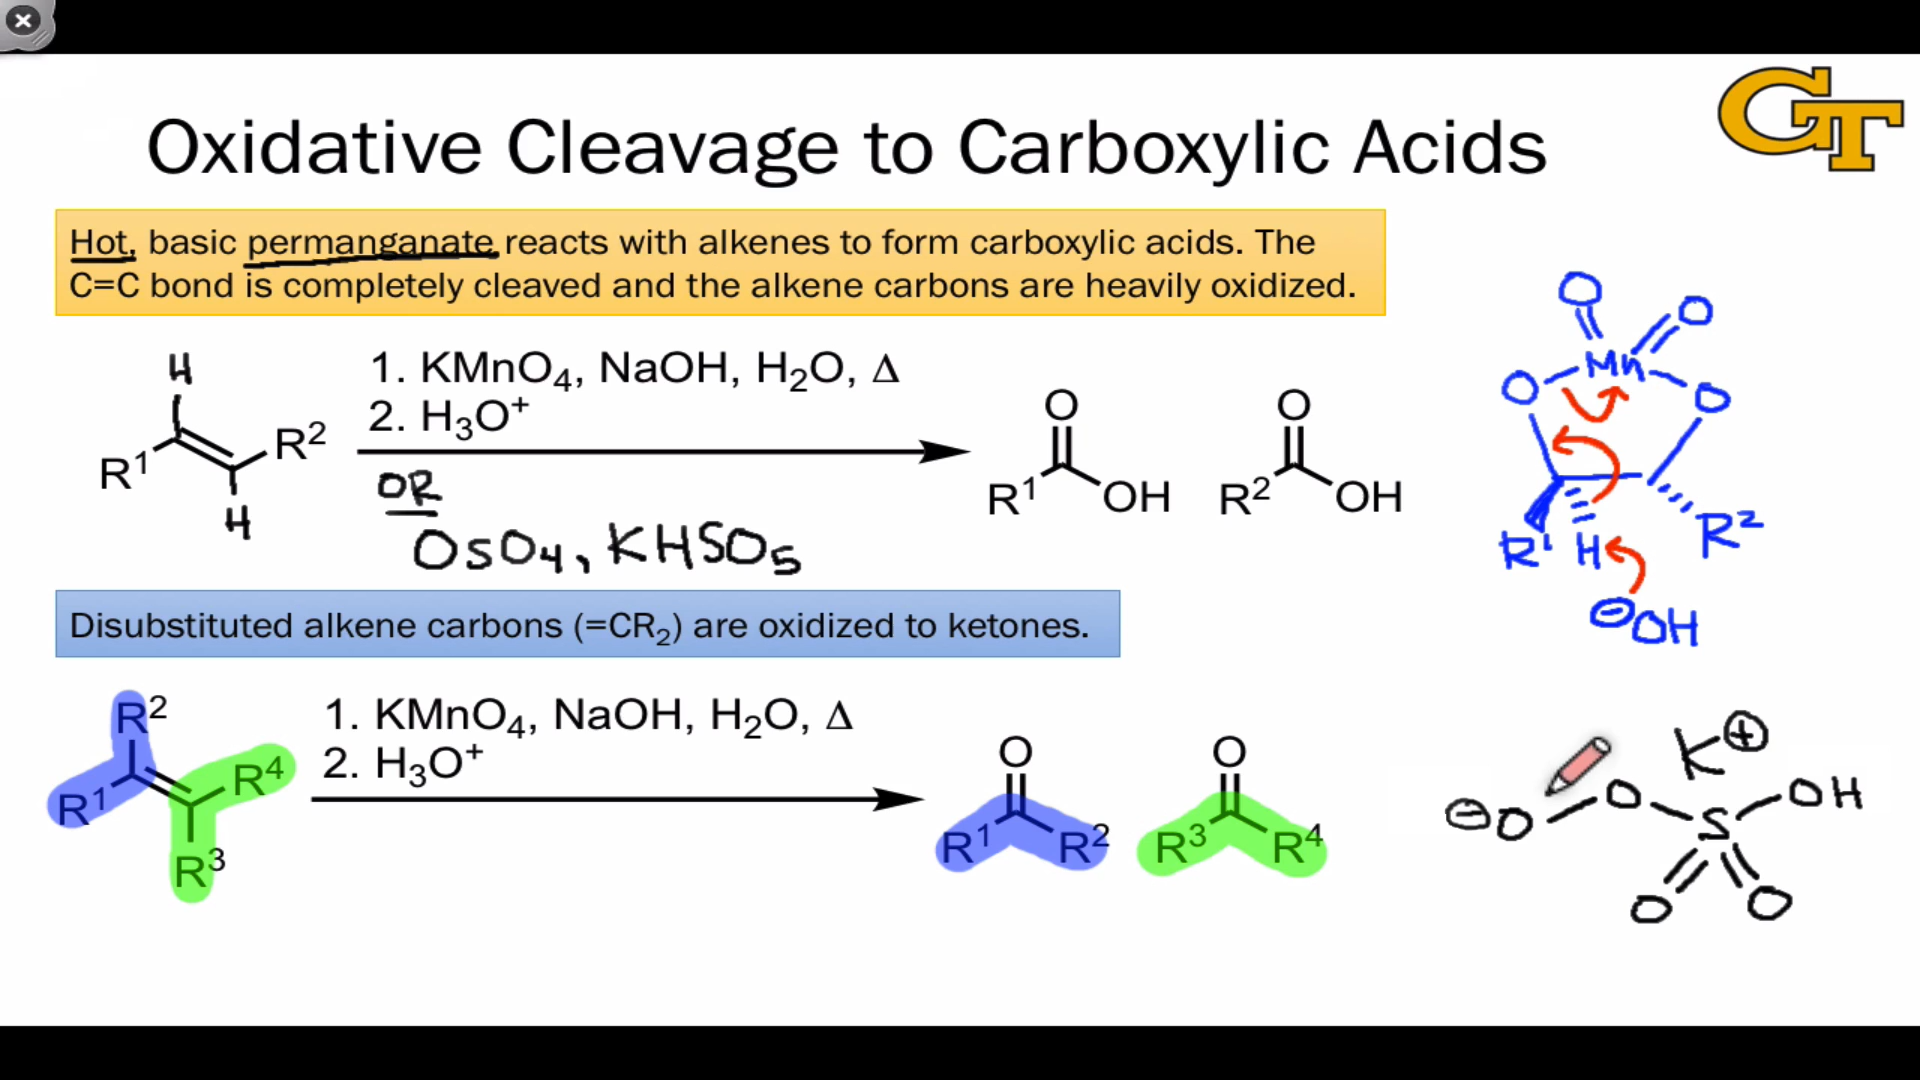 GT
Oxidative Cleavage to Carboxylic Acids
Hot, basic permanganate reacts with alkenes to form carboxylic acids. The
C=C bond is completely cleaved and the alkene carbons are heavily oxidized.
H
R¹ R²
H
1. KMnO₄, NaOH, H₂O, Δ
2. H₃O⁺
OR
OsO₄, KHSO₅
O
R¹ OH
O
R² OH
O O
O Mn O
R¹ H R²
⊖OH
Disubstituted alkene carbons (=CR₂) are oxidized to ketones.
R²
R¹ R⁴
R³
1. KMnO₄, NaOH, H₂O, Δ
2. H₃O⁺
O
R¹ R²
O
R³ R⁴
K⊕
⊖O O S OH
O O